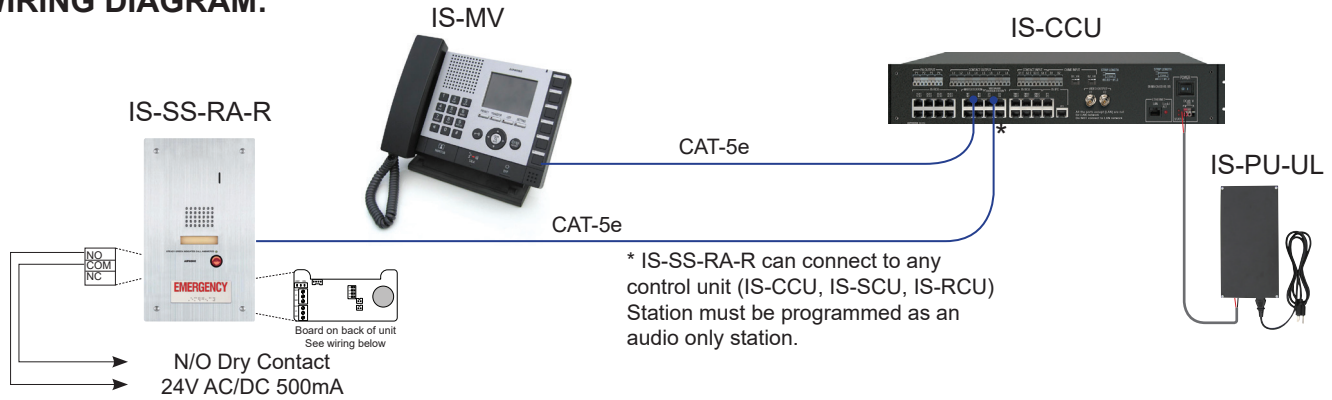 WIRING DIAGRAM:
IS-MV
IS-CCU
IS-SS-RA-R
CAT-5e
IS-PU-UL
CAT-5e
NO
COM
NC
EMERGENCY
* IS-SS-RA-R can connect to any
control unit (IS-CCU, IS-SCU, IS-RCU)
Station must be programmed as an
audio only station.
*
Board on back of unit
See wiring below
N/O Dry Contact
24V AC/DC 500mA